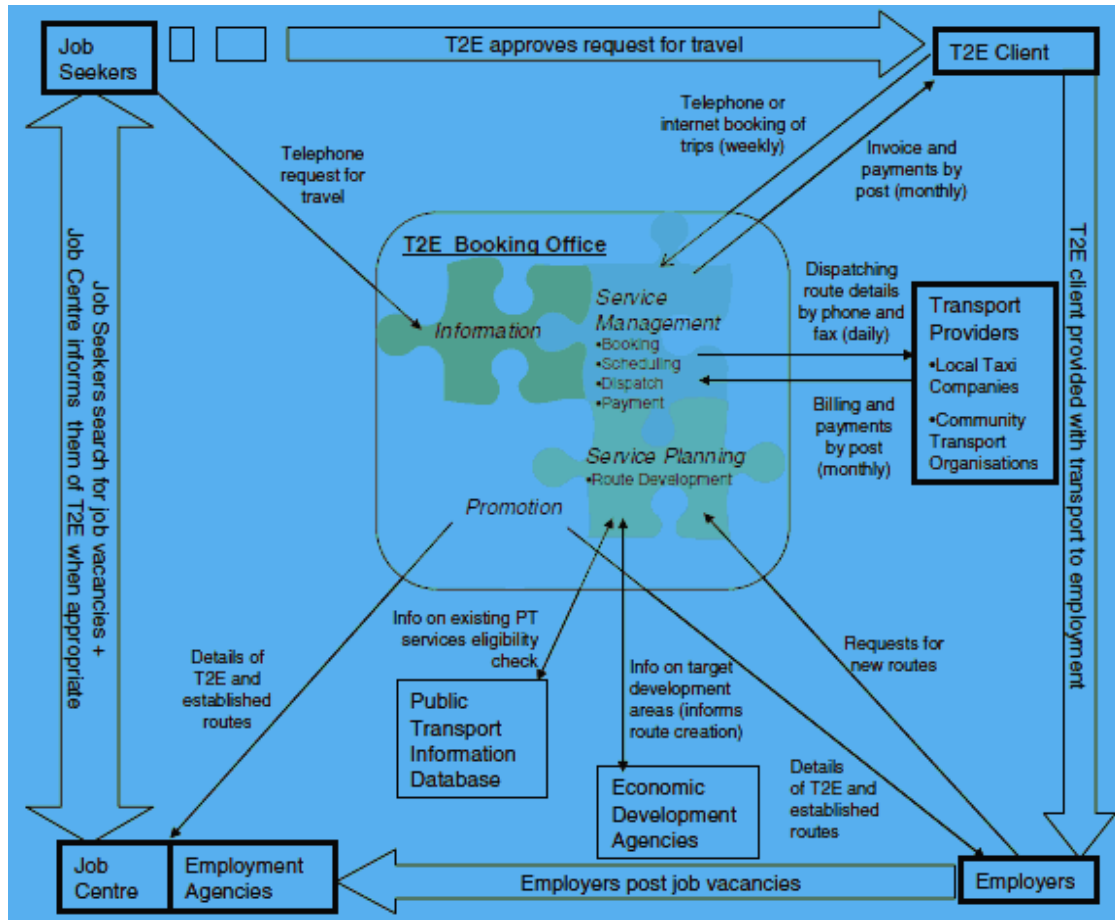 Job
Seekers
T2E approves request for travel
T2E Client
Telephone or
internet booking of
trips (weekly)
Invoice and
payments by
post (monthly)
Telephone
request for
travel
Job Seekers search for job vacancies +
Job Centre informs them of T2E when appropriate
T2E Booking Office
Information
Service
Management
•Booking
•Scheduling
•Dispatch
•Payment
Service Planning
•Route Development
Promotion
Dispatching
route details
by phone and
fax (daily)
Billing and
payments
by post
(monthly)
Transport
Providers
•Local Taxi
Companies
•Community
Transport
Organisations
T2E client provided with transport to employment
Info on existing PT
services eligibility
check
Details of
T2E and
established
routes
Public
Transport
Information
Database
Info on target
development
areas (informs
route creation)
Requests for
new routes
Economic
Development
Agencies
Details
of T2E and
established
routes
Job
Centre
Employment
Agencies
Employers post job vacancies
Employers